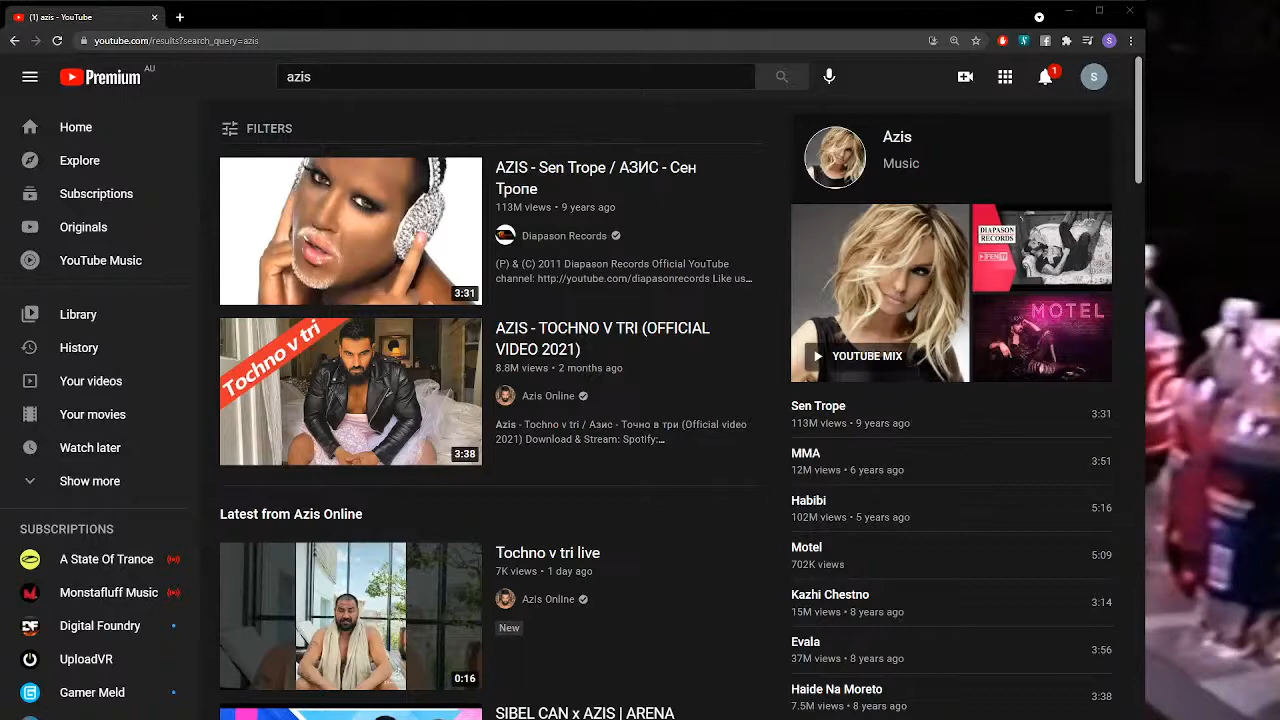 (1) azis - YouTube
youtube.com/results?search_query=azis
Premium AU
azis
1
S
Home
Explore
Subscriptions
Originals
YouTube Music
Library
History
Your videos
Your movies
Watch later
Show more
SUBSCRIPTIONS
A State Of Trance
Monstafluff Music
Digital Foundry
UploadVR
Gamer Meld
FILTERS
3:31
AZIS - Sen Trope / АЗИС - Сен
Тропе
113M views • 9 years ago
Diapason Records
(P) & (C) 2011 Diapason Records Official YouTube
channel: http://youtube.com/diapasonrecords Like us...
Tochno v tri
3:38
AZIS - TOCHNO V TRI (OFFICIAL
VIDEO 2021)
8.8M views • 2 months ago
Azis Online
Azis - Tochno v tri / Азис - Точно в три (Official video
2021) Download & Stream: Spotify:...
Latest from Azis Online
0:16
Tochno v tri live
7K views • 1 day ago
Azis Online
New
SIBEL CAN x AZIS | ARENA
Azis
Music
YOUTUBE MIX
DIAPASON
RECORDS
FEN TV
MOTEL
Sen Trope
3:31
113M views • 9 years ago
MMA
3:51
12M views • 6 years ago
Habibi
5:16
102M views • 5 years ago
Motel
5:09
702K views
Kazhi Chestno
3:14
15M views • 8 years ago
Evala
3:56
37M views • 8 years ago
Haide Na Moreto
3:38
7.5M views • 8 years ago